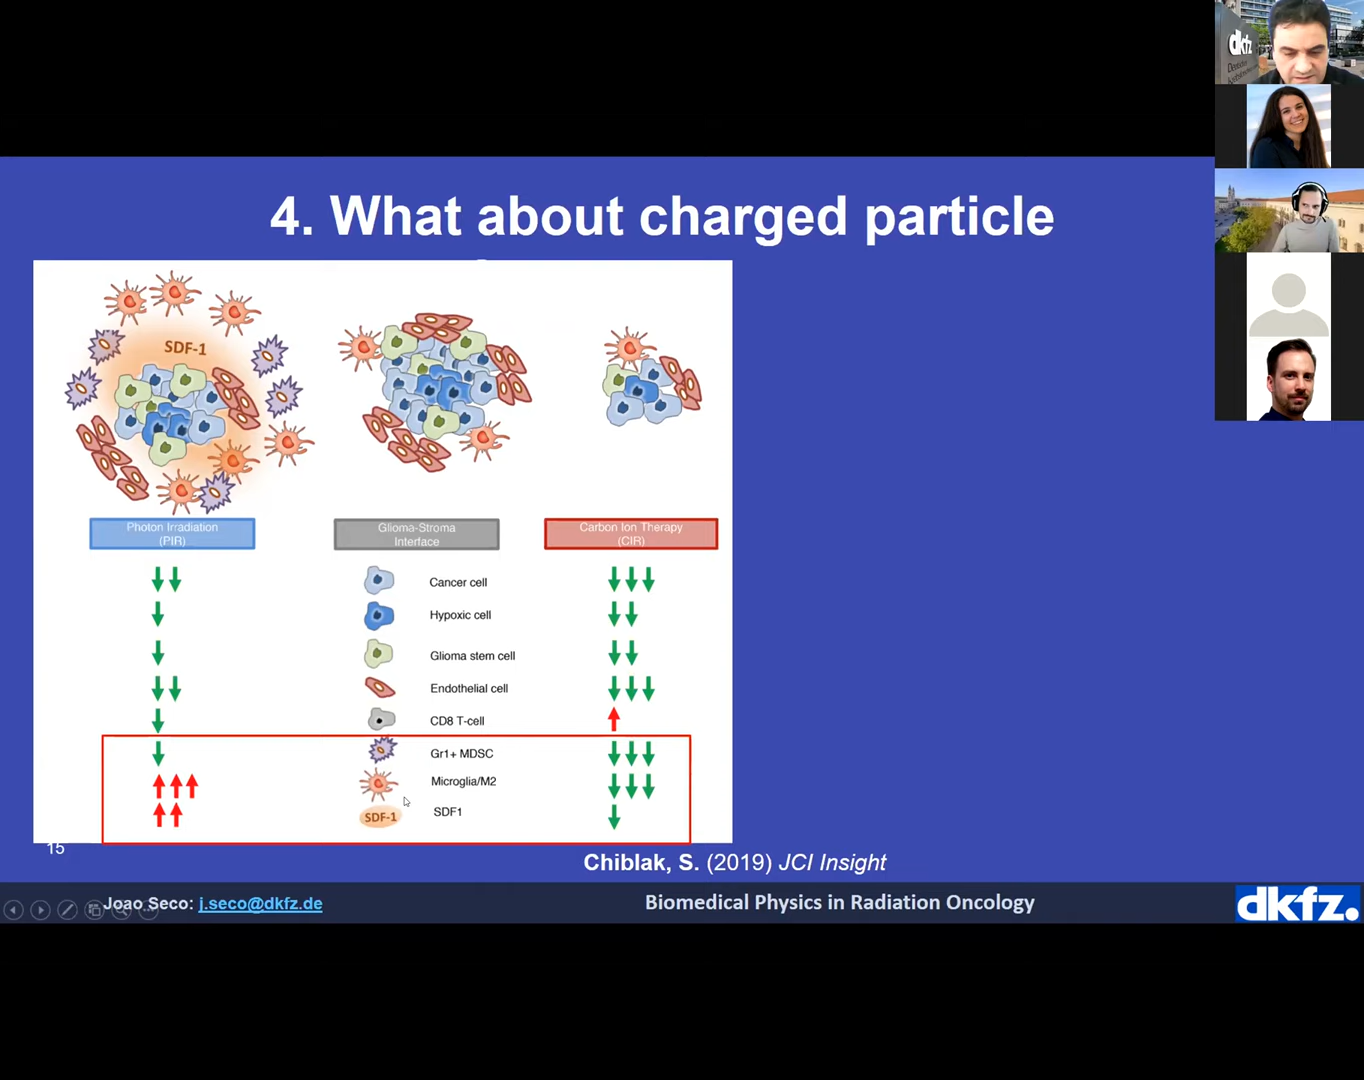 dkfz.
4. What about charged particle
SDF-1
Photon Irradiation
(PIR)
Glioma-Stroma
Interface
Carbon Ion Therapy
(CIR)
Cancer cell
Hypoxic cell
Glioma stem cell
Endothelial cell
CD8 T-cell
Gr1+ MDSC
Microglia/M2
SDF-1
SDF1
15
Chiblak, S. (2019) JCI Insight
Joao Seco: j.seco@dkfz.de
Biomedical Physics in Radiation Oncology
dkfz.